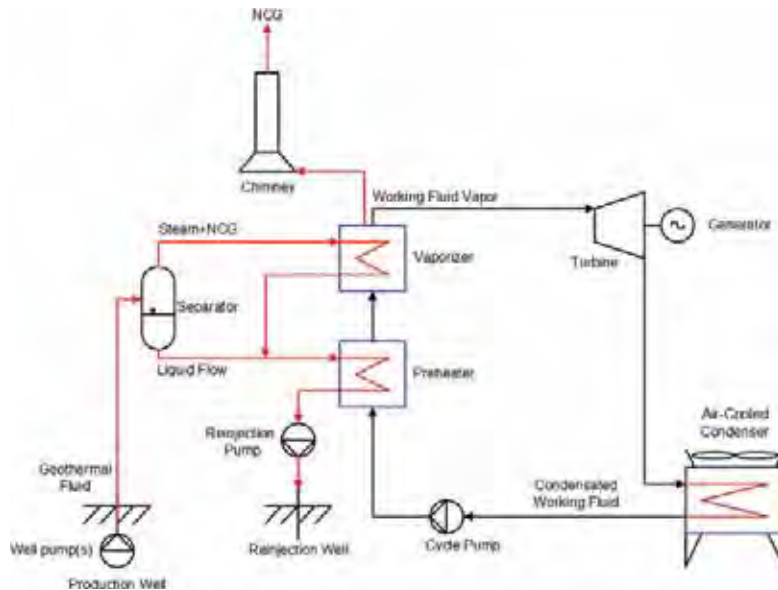 NCG
Chimney
Working Fluid Vapor
Steam+NCG
Vaporizer
Generator
Turbine
Separator
Liquid Flow
Preheater
Air-Cooled
Condenser
Reinjection
Pump
Geothermal
Fluid
Condensated
Working Fluid
Well pump(s)
Reinjection Well
Cycle Pump
Production Well